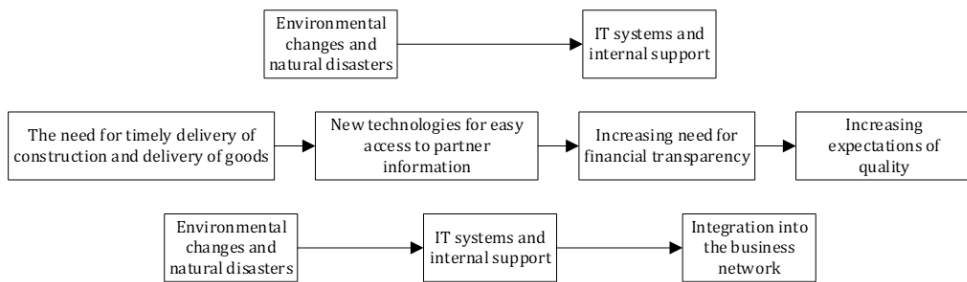 Environmental
changes and
natural disasters
IT systems and
internal support
The need for timely delivery of
construction and delivery of goods
New technologies for easy
access to partner
information
Increasing need for
financial transparency
Increasing
expectations of
quality
Environmental
changes and
natural disasters
IT systems and
internal support
Integration into
the business
network